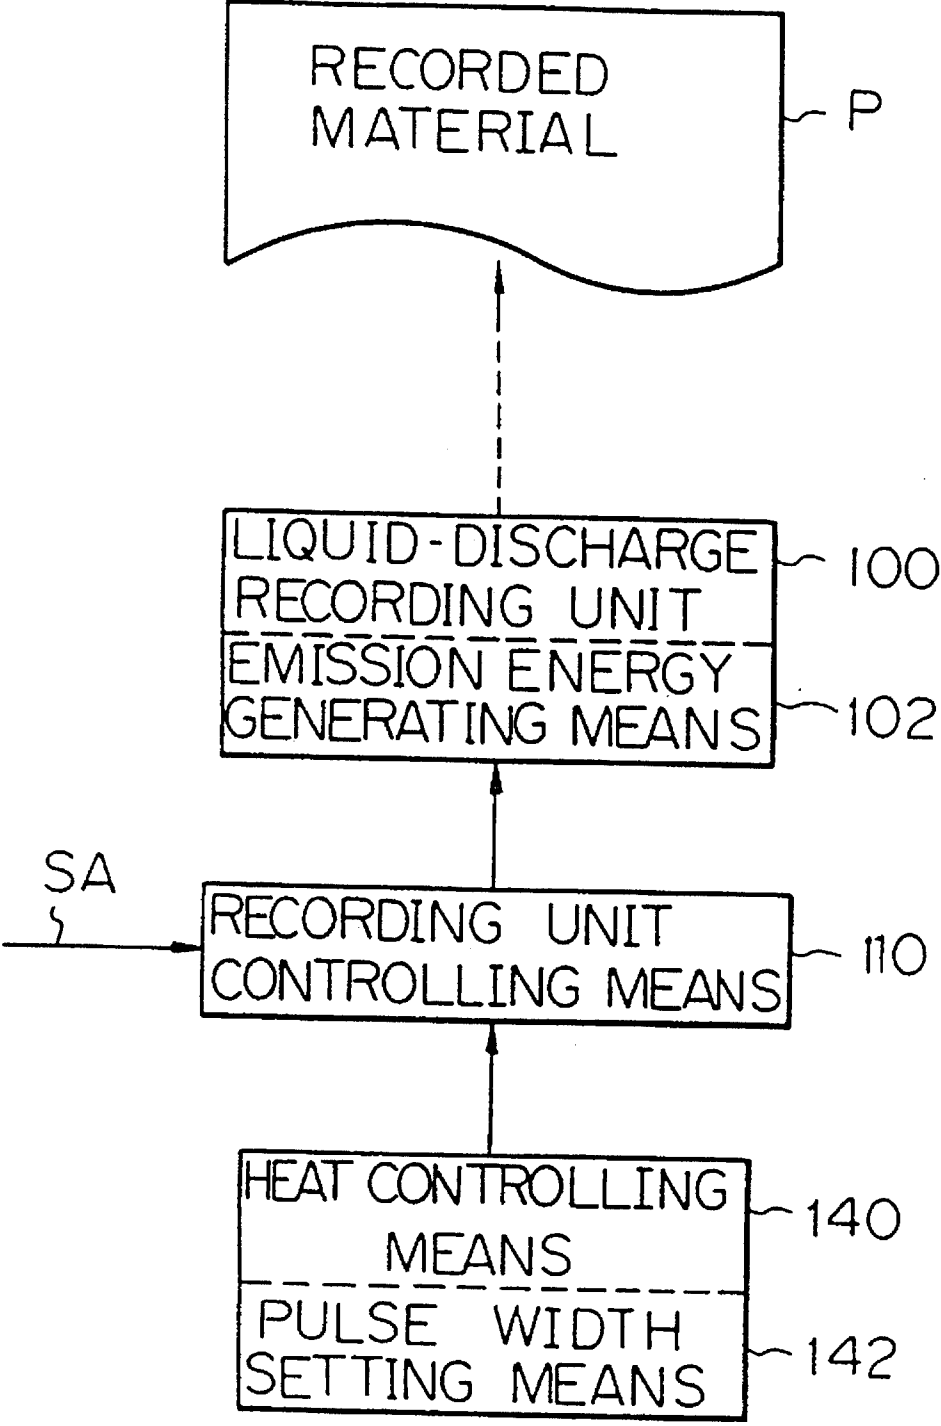 RECORDED
MATERIAL
P
LIQUID-DISCHARGE
RECORDING UNIT
100
EMISSION ENERGY
GENERATING MEANS
102
SA
RECORDING UNIT
CONTROLLING MEANS
110
HEAT CONTROLLING
MEANS
140
PULSE WIDTH
SETTING MEANS
142